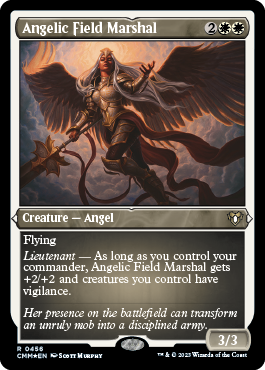 Angelic Field Marshal 2
Creature — Angel
Flying
Lieutenant — As long as you control your
commander, Angelic Field Marshal gets
+2/+2 and creatures you control have
vigilance.
Her presence on the battlefield can transform
an unruly mob into a disciplined army.
3/3
R 0456
CMM★EN Scott Murphy
™ & © 2023 Wizards of the Coast